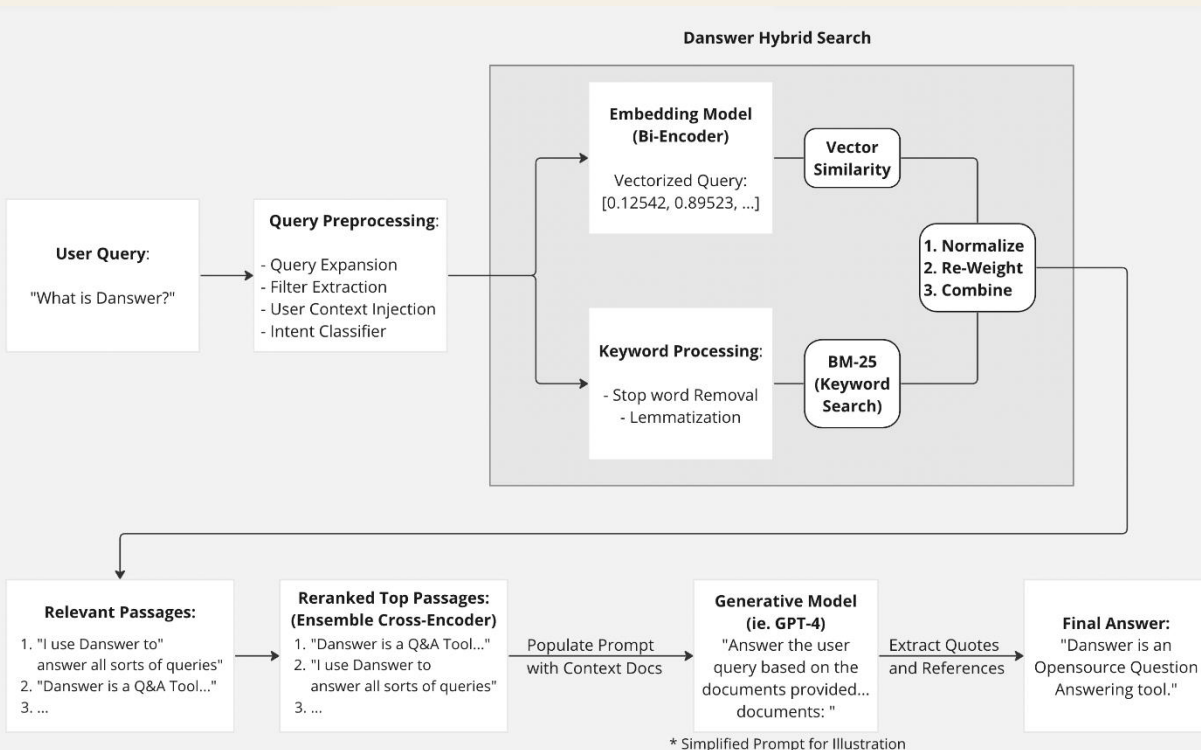 Danswer Hybrid Search
User Query:
"What is Danswer?"
Query Preprocessing:
- Query Expansion
- Filter Extraction
- User Context Injection
- Intent Classifier
Embedding Model
(Bi-Encoder)
Vectorized Query:
[0.12542, 0.89523, ...]
Vector
Similarity
Keyword Processing:
- Stop word Removal
- Lemmatization
BM-25
(Keyword
Search)
1. Normalize
2. Re-Weight
3. Combine
Relevant Passages:
1. "I use Danswer to"
answer all sorts of queries"
2. "Danswer is a Q&A Tool..."
3. ...
Reranked Top Passages:
(Ensemble Cross-Encoder)
1. "Danswer is a Q&A Tool..."
2. "I use Danswer to
answer all sorts of queries"
3. ...
Populate Prompt
with Context Docs
Generative Model
(ie. GPT-4)
"Answer the user
query based on the
documents provided...
documents: "
* Simplified Prompt for Illustration
Extract Quotes
and References
Final Answer:
"Danswer is an
Opensource Question
Answering tool."